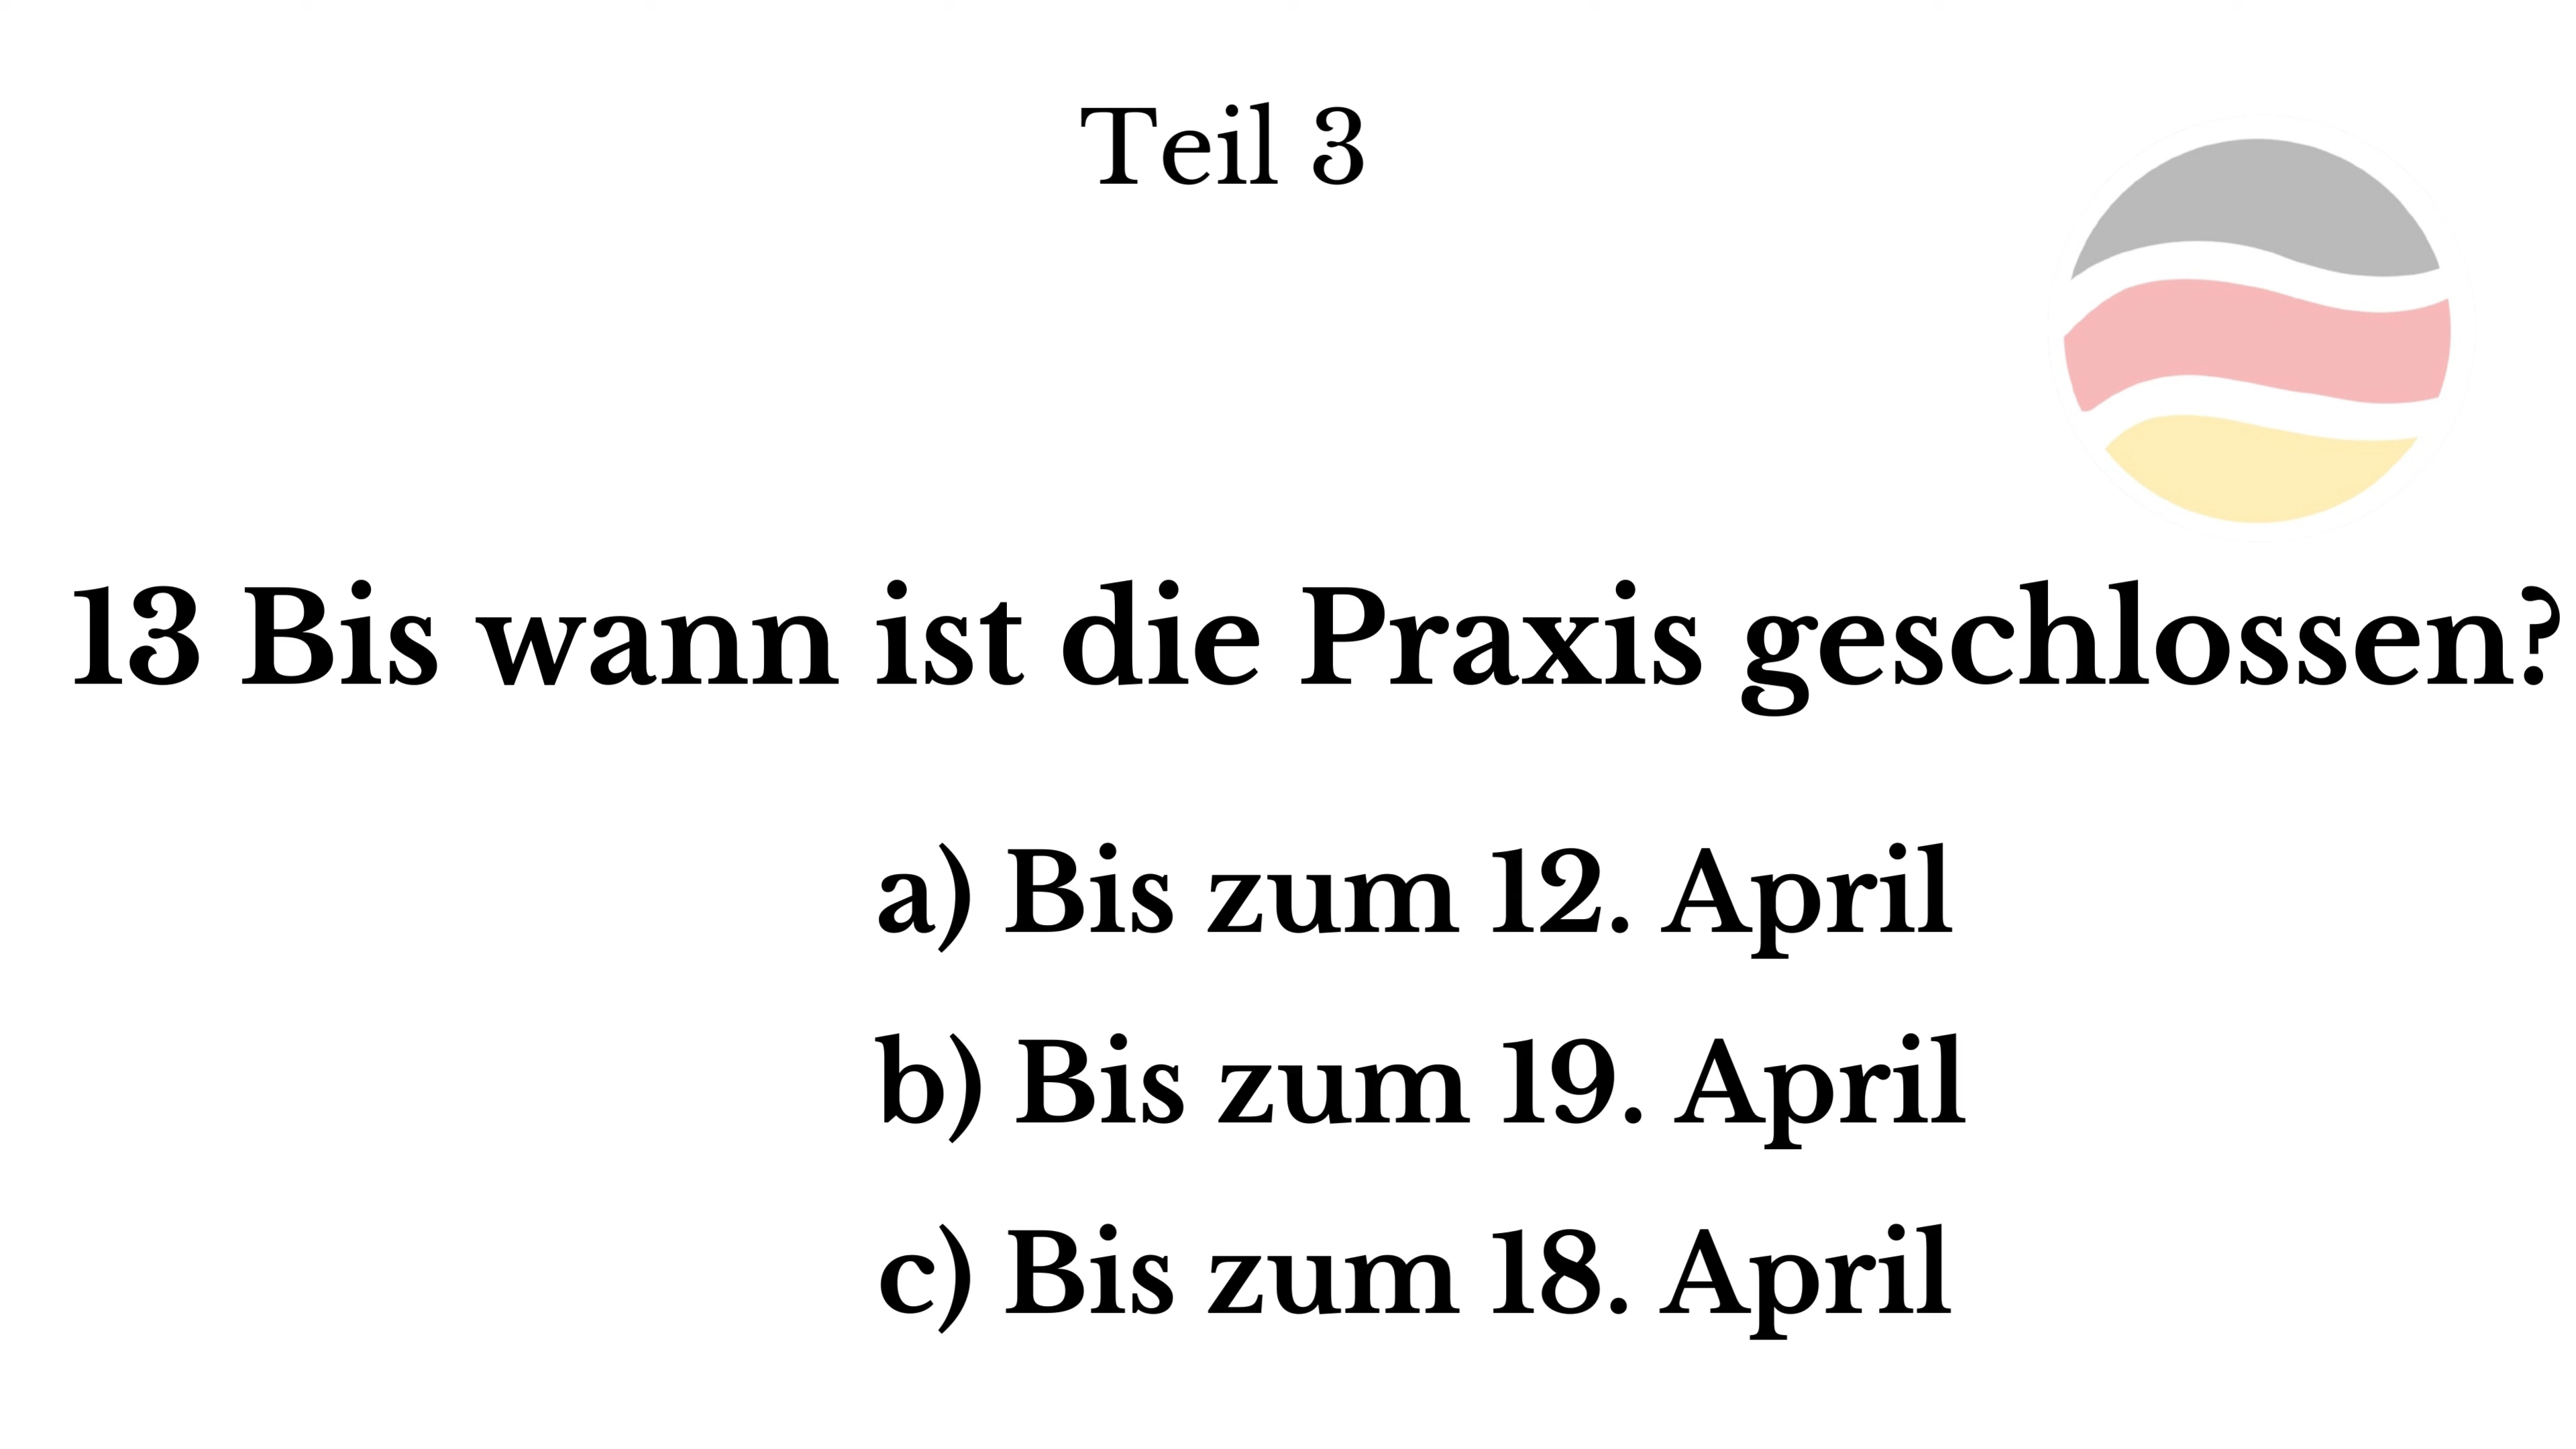 Teil 3
13 Bis wann ist die Praxis geschlossen?
a) Bis zum 12. April
b) Bis zum 19. April
c) Bis zum 18. April